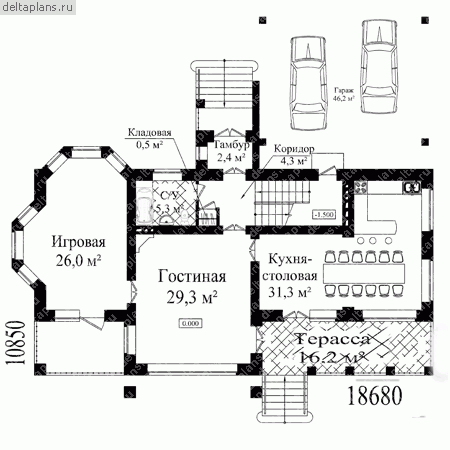 deltaplans.ru
Гараж
46,2 м²
Кладовая
0,5 м²
Тамбур
2,4 м²
Коридор
4,3 м²
С/У
5,3 м²
-1.500
Игровая
26,0 м²
Гостиная
29,3 м²
Кухня-
столовая
31,3 м²
0.000
Терасса
16,2 м²
10850
18680